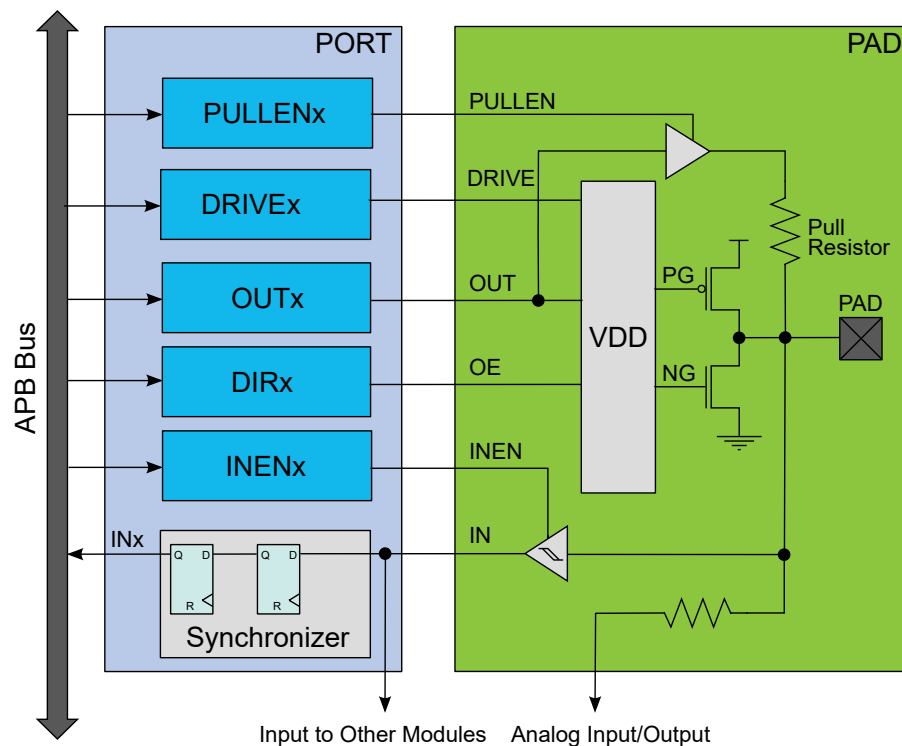 PORT
PAD
APB Bus
PULLENx
PULLEN
DRIVEx
DRIVE
Pull
Resistor
OUTx
OUT
PG
PAD
VDD
DIRx
OE
NG
INENx
INEN
INx
IN
Q D
Q D
R
R
Synchronizer
Input to Other Modules
Analog Input/Output